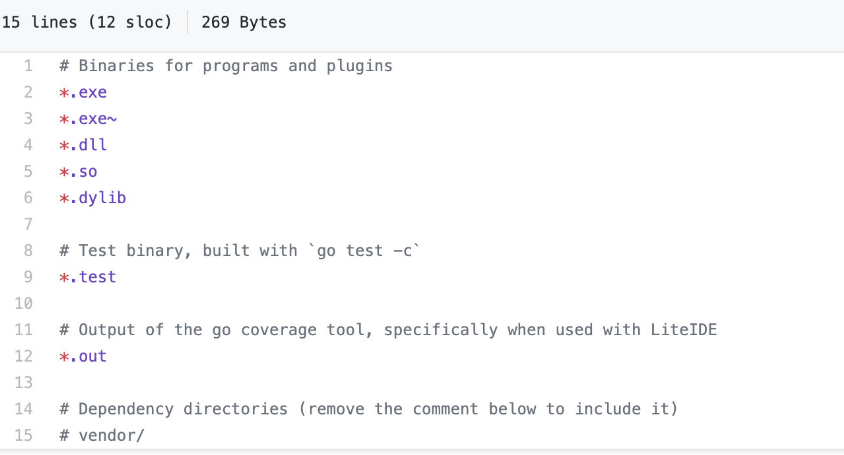 15 lines (12 sloc) 269 Bytes
1 # Binaries for programs and plugins
2 *.exe
3 *.exe~
4 *.dll
5 *.so
6 *.dylib
7
8 # Test binary, built with `go test -c`
9 *.test
10
11 # Output of the go coverage tool, specifically when used with LiteIDE
12 *.out
13
14 # Dependency directories (remove the comment below to include it)
15 # vendor/